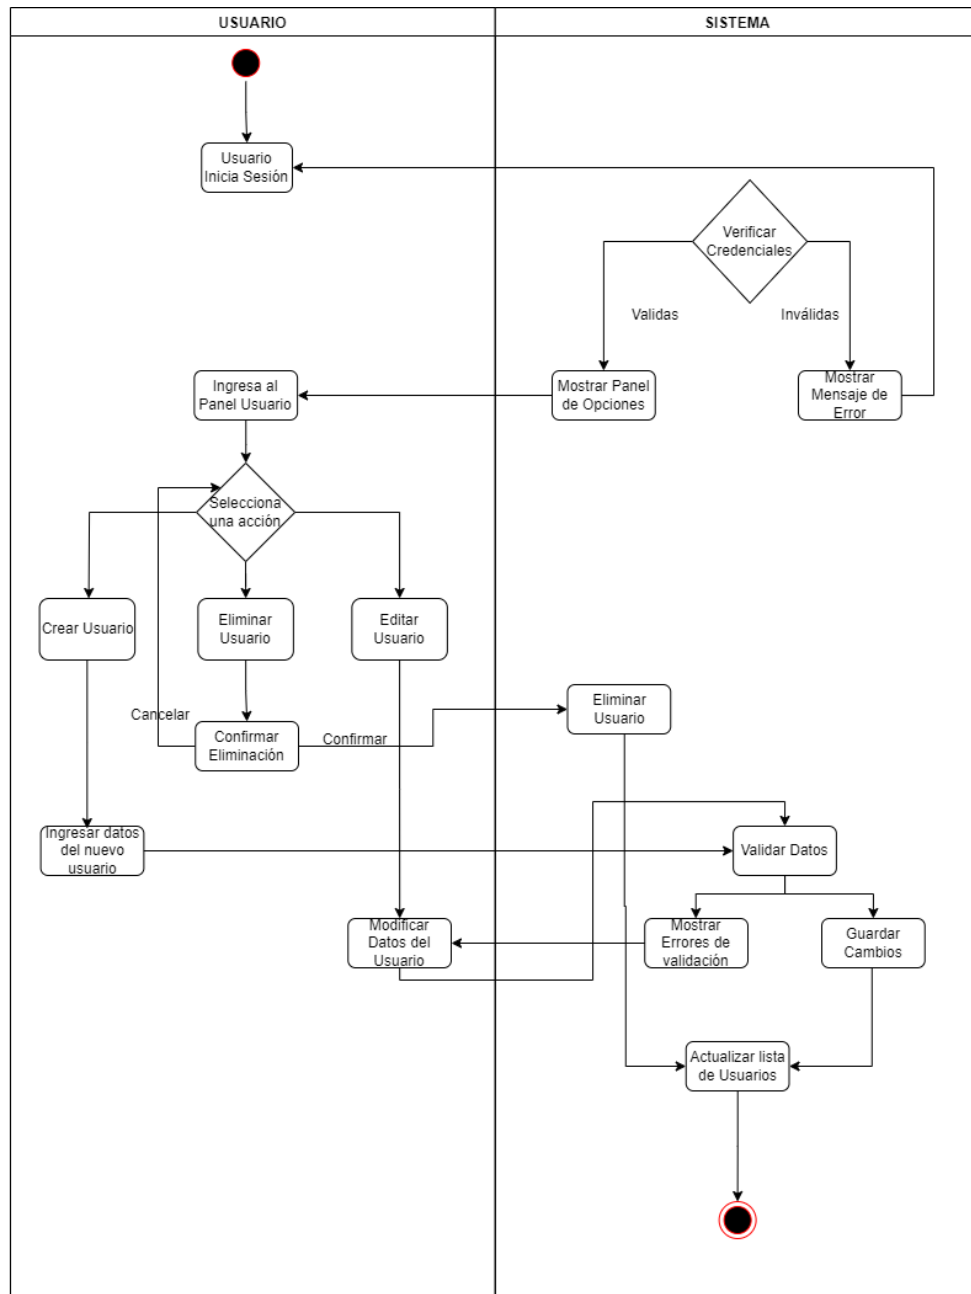 USUARIO
SISTEMA
Usuario
Inicia Sesión
Verificar
Credenciales
Validas
Inválidas
Ingresa al
Panel Usuario
Mostrar Panel
de Opciones
Mostrar
Mensaje de
Error
Selecciona
una acción
Crear Usuario
Eliminar
Usuario
Editar
Usuario
Eliminar
Usuario
Cancelar
Confirmar
Eliminación
Confirmar
Ingresar datos
del nuevo
usuario
Validar Datos
Modificar
Datos del
Usuario
Mostrar
Errores de
validación
Guardar
Cambios
Actualizar lista
de Usuarios